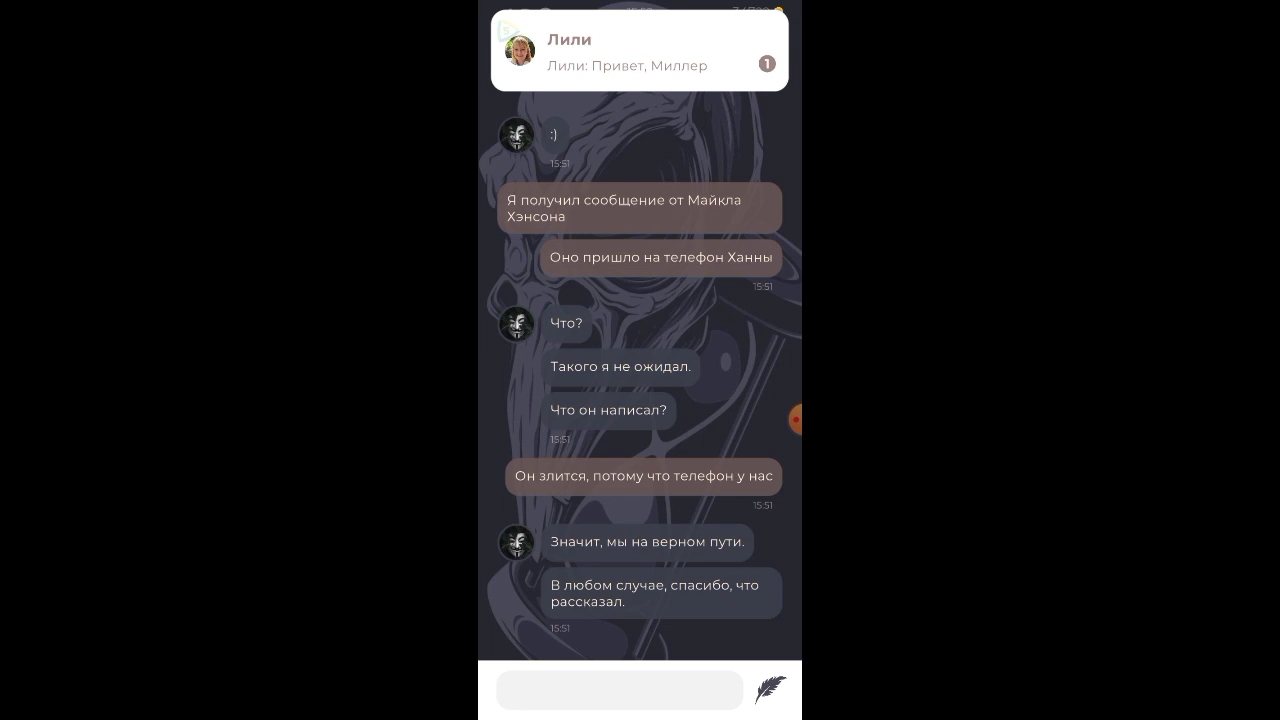 Лили
Лили: Привет, Миллер
1
:)
15:51
Я получил сообщение от Майкла
Хэнсона
Оно пришло на телефон Ханны
15:51
Что?
Такого я не ожидал.
Что он написал?
15:51
Он злится, потому что телефон у нас
15:51
Значит, мы на верном пути.
В любом случае, спасибо, что
рассказал.
15:51